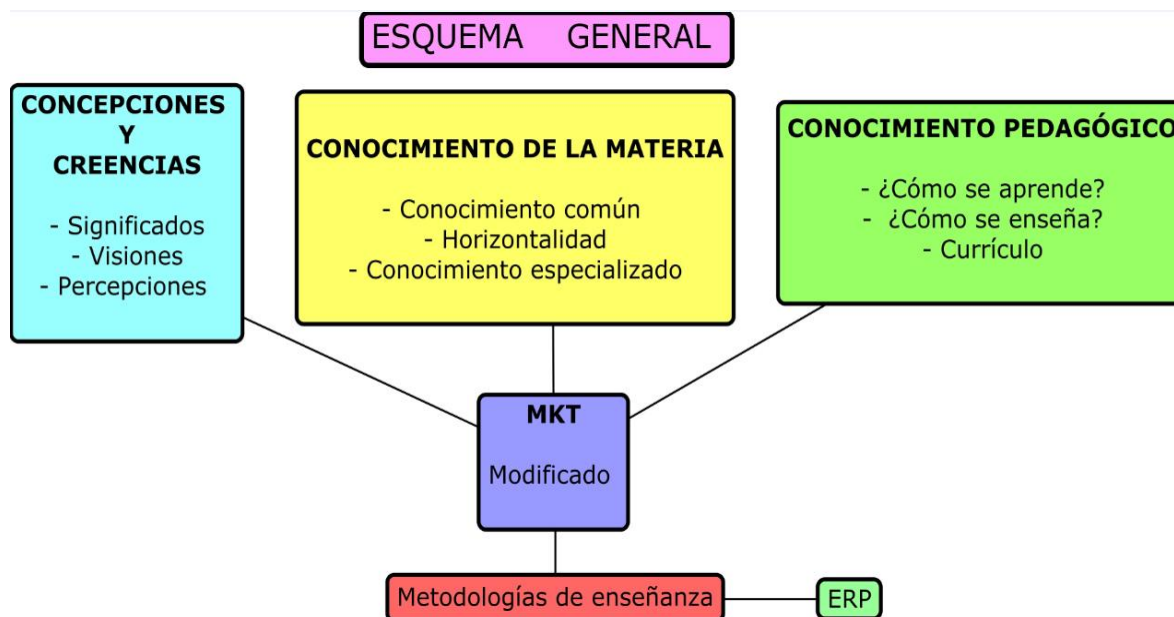 ESQUEMA GENERAL
CONCEPCIONES
Y
CREENCIAS
- Significados
- Visiones
- Percepciones
CONOCIMIENTO DE LA MATERIA
- Conocimiento común
- Horizontalidad
- Conocimiento especializado
CONOCIMIENTO PEDAGÓGICO
- ¿Cómo se aprende?
- ¿Cómo se enseña?
- Currículo
MKT
Modificado
Metodologías de enseñanza
ERP